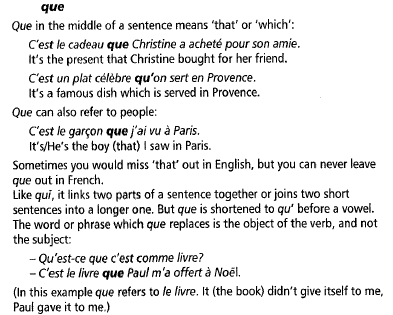 que
Que in the middle of a sentence means 'that' or 'which':
C'est le cadeau que Christine a acheté pour son amie.
It's the present that Christine bought for her friend.
C'est un plat célèbre qu'on sert en Provence.
It's a famous dish which is served in Provence.
Que can also refer to people:
C'est le garçon que j'ai vu à Paris.
It's/He's the boy (that) I saw in Paris.
Sometimes you would miss 'that' out in English, but you can never leave
que out in French.
Like qui, it links two parts of a sentence together or joins two short
sentences into a longer one. But que is shortened to qu' before a vowel.
The word or phrase which que replaces is the object of the verb, and not
the subject:
– Qu'est-ce que c'est comme livre?
– C'est le livre que Paul m'a offert à Noël.
(In this example que refers to le livre. It (the book) didn't give itself to me,
Paul gave it to me.)